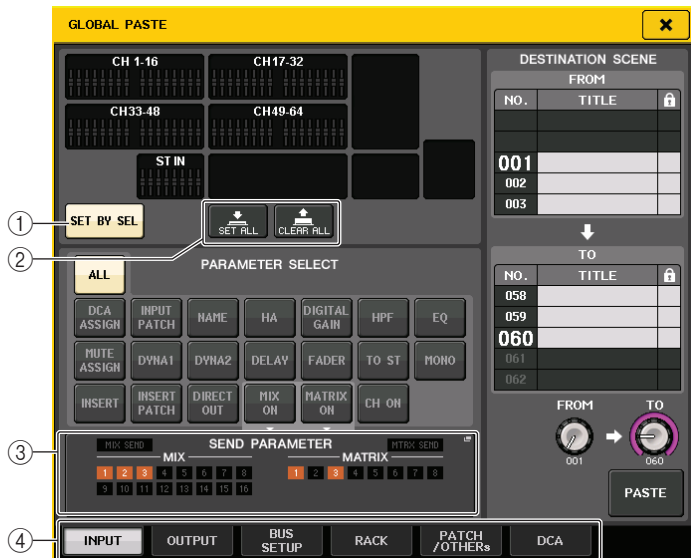 GLOBAL PASTE
CH 1-16
CH17-32
CH33-48
CH49-64
ST IN
① SET BY SEL
②
SET ALL
CLEAR ALL
ALL
PARAMETER SELECT
DCA ASSIGN
INPUT PATCH
NAME
HA
DIGITAL GAIN
HPF
EQ
MUTE ASSIGN
DYNA1
DYNA2
DELAY
FADER
TO ST
MONO
INSERT
INSERT PATCH
DIRECT OUT
MIX ON
MATRIX ON
CH ON
③
MIX SEND
SEND PARAMETER
MTRX SEND
MIX
MATRIX
1 2 3 4 5 6 7 8
9 10 11 12 13 14 15 16
1 2 3 4 5 6 7 8
④
INPUT
OUTPUT
BUS SETUP
RACK
PATCH /OTHERs
DCA
DESTINATION SCENE
FROM
NO. TITLE
001
002
003
TO
NO. TITLE
058
059
060
061
062
FROM
TO
001
060
PASTE